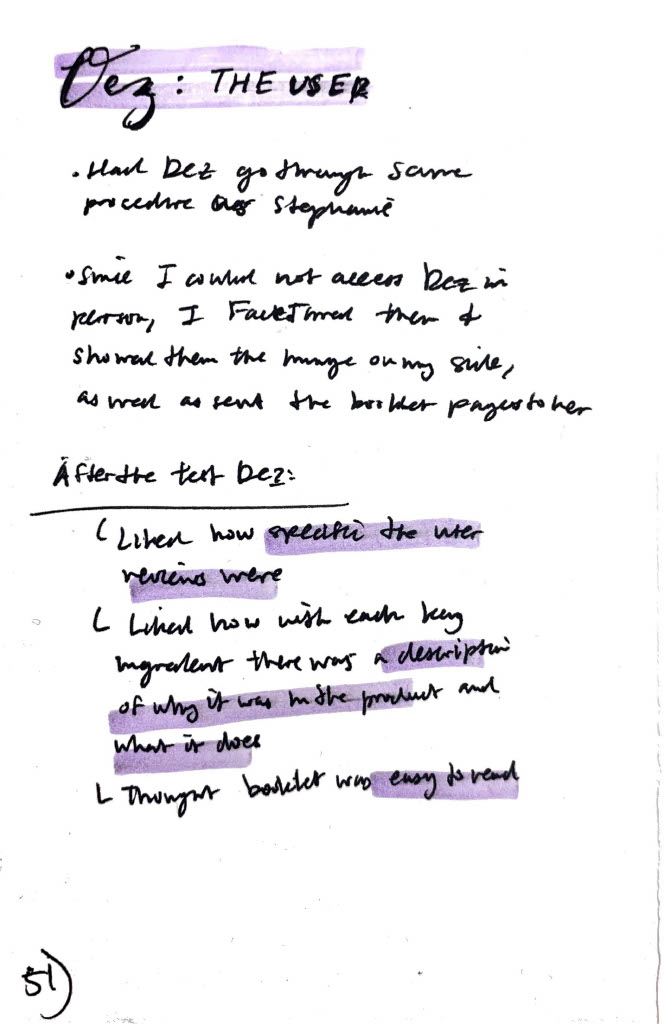 Dez: THE USER
• Had Dez go through same
procedure as Stephanie
• Since I could not access Dez in
person, I FaceTimed them &
showed them the image on my side,
as well as sent the booklet pages to her
After the test Dez:
Liked how specific the user
reviews were
Liked how with each key
ingredient there was a description
of why it was in the product and
what it does
Thought booklet was easy to read
51)